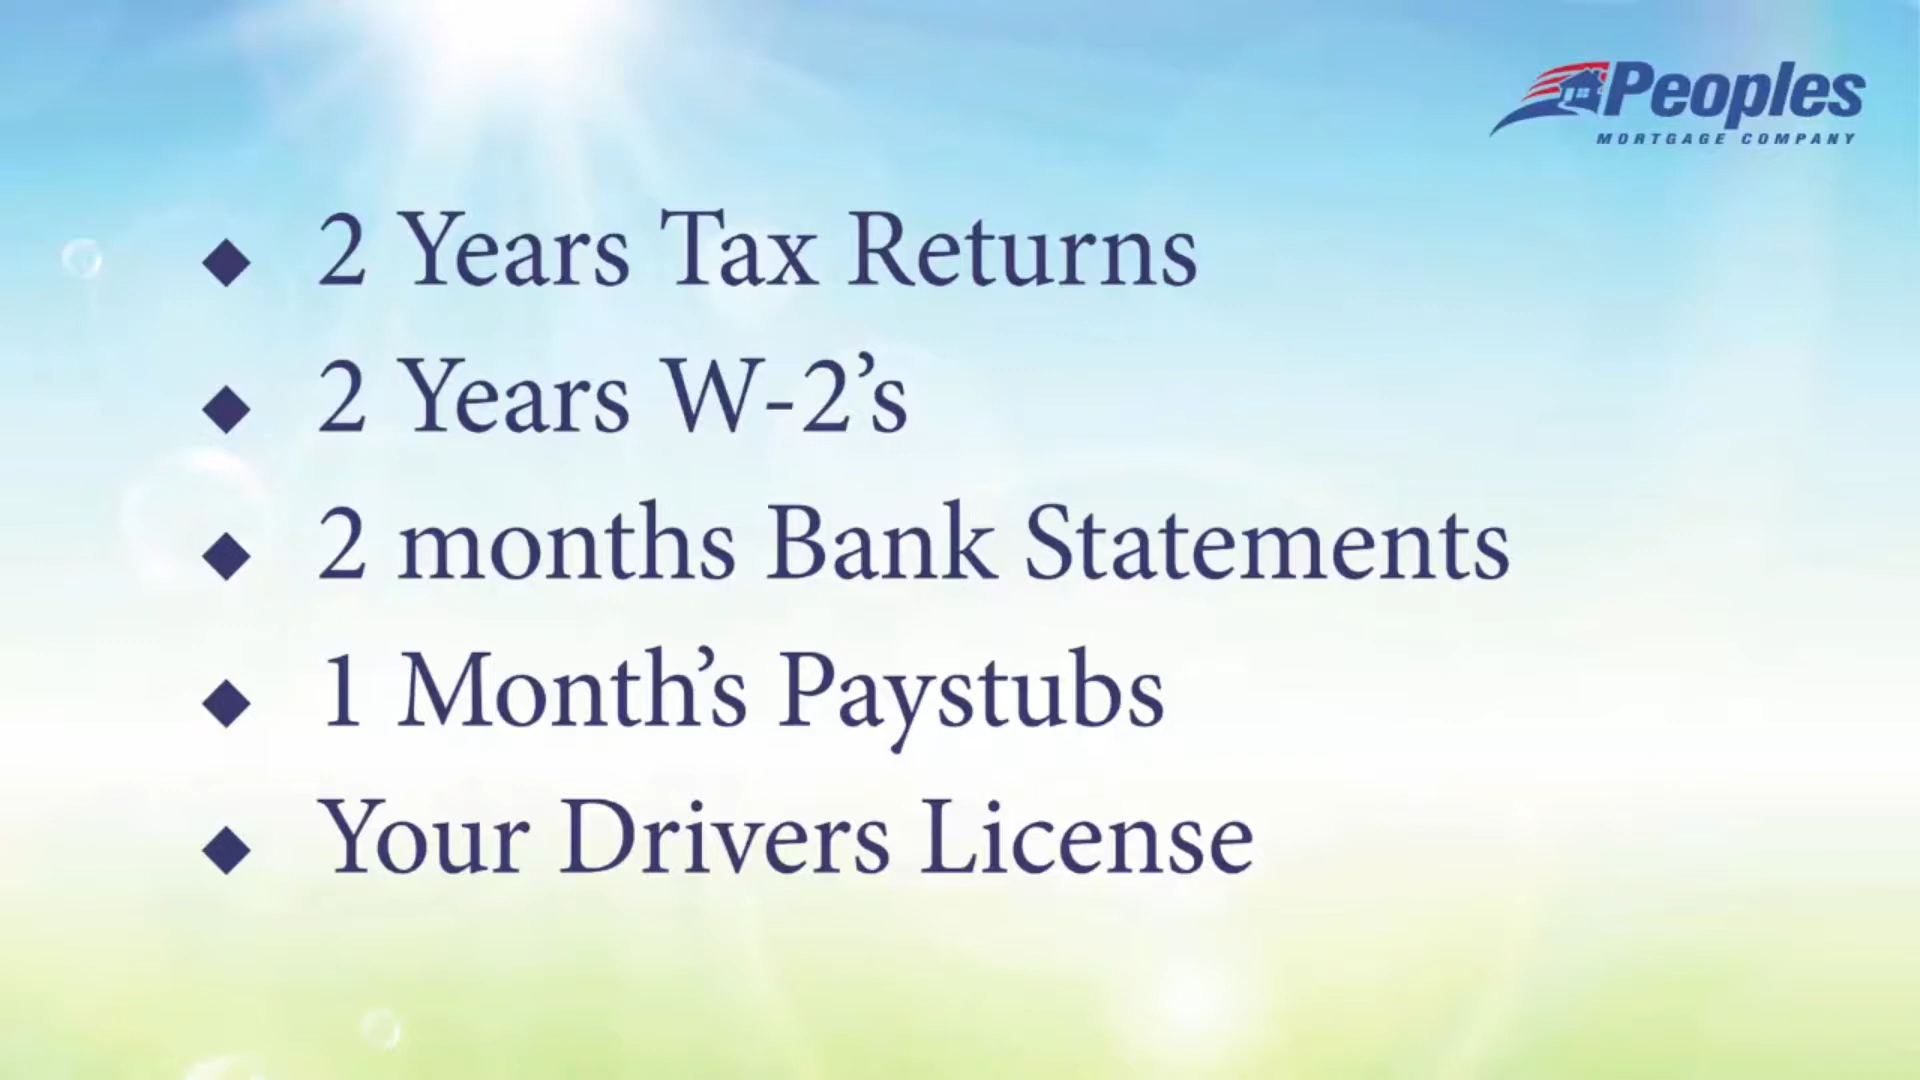 Peoples
MORTGAGE COMPANY
◆ 2 Years Tax Returns
◆ 2 Years W-2’s
◆ 2 months Bank Statements
◆ 1 Month’s Paystubs
◆ Your Drivers License